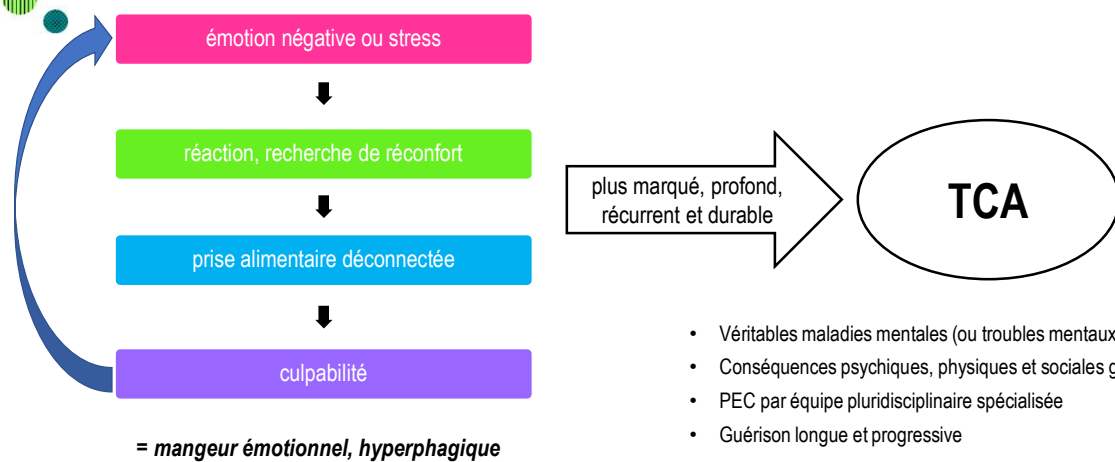 émotion négative ou stress
réaction, recherche de réconfort
prise alimentaire déconnectée
culpabilité
= mangeur émotionnel, hyperphagique
plus marqué, profond,
récurrent et durable
TCA
• Véritables maladies mentales (ou troubles mentaux
• Conséquences psychiques, physiques et sociales
• PEC par équipe pluridisciplinaire spécialisée
• Guérison longue et progressive